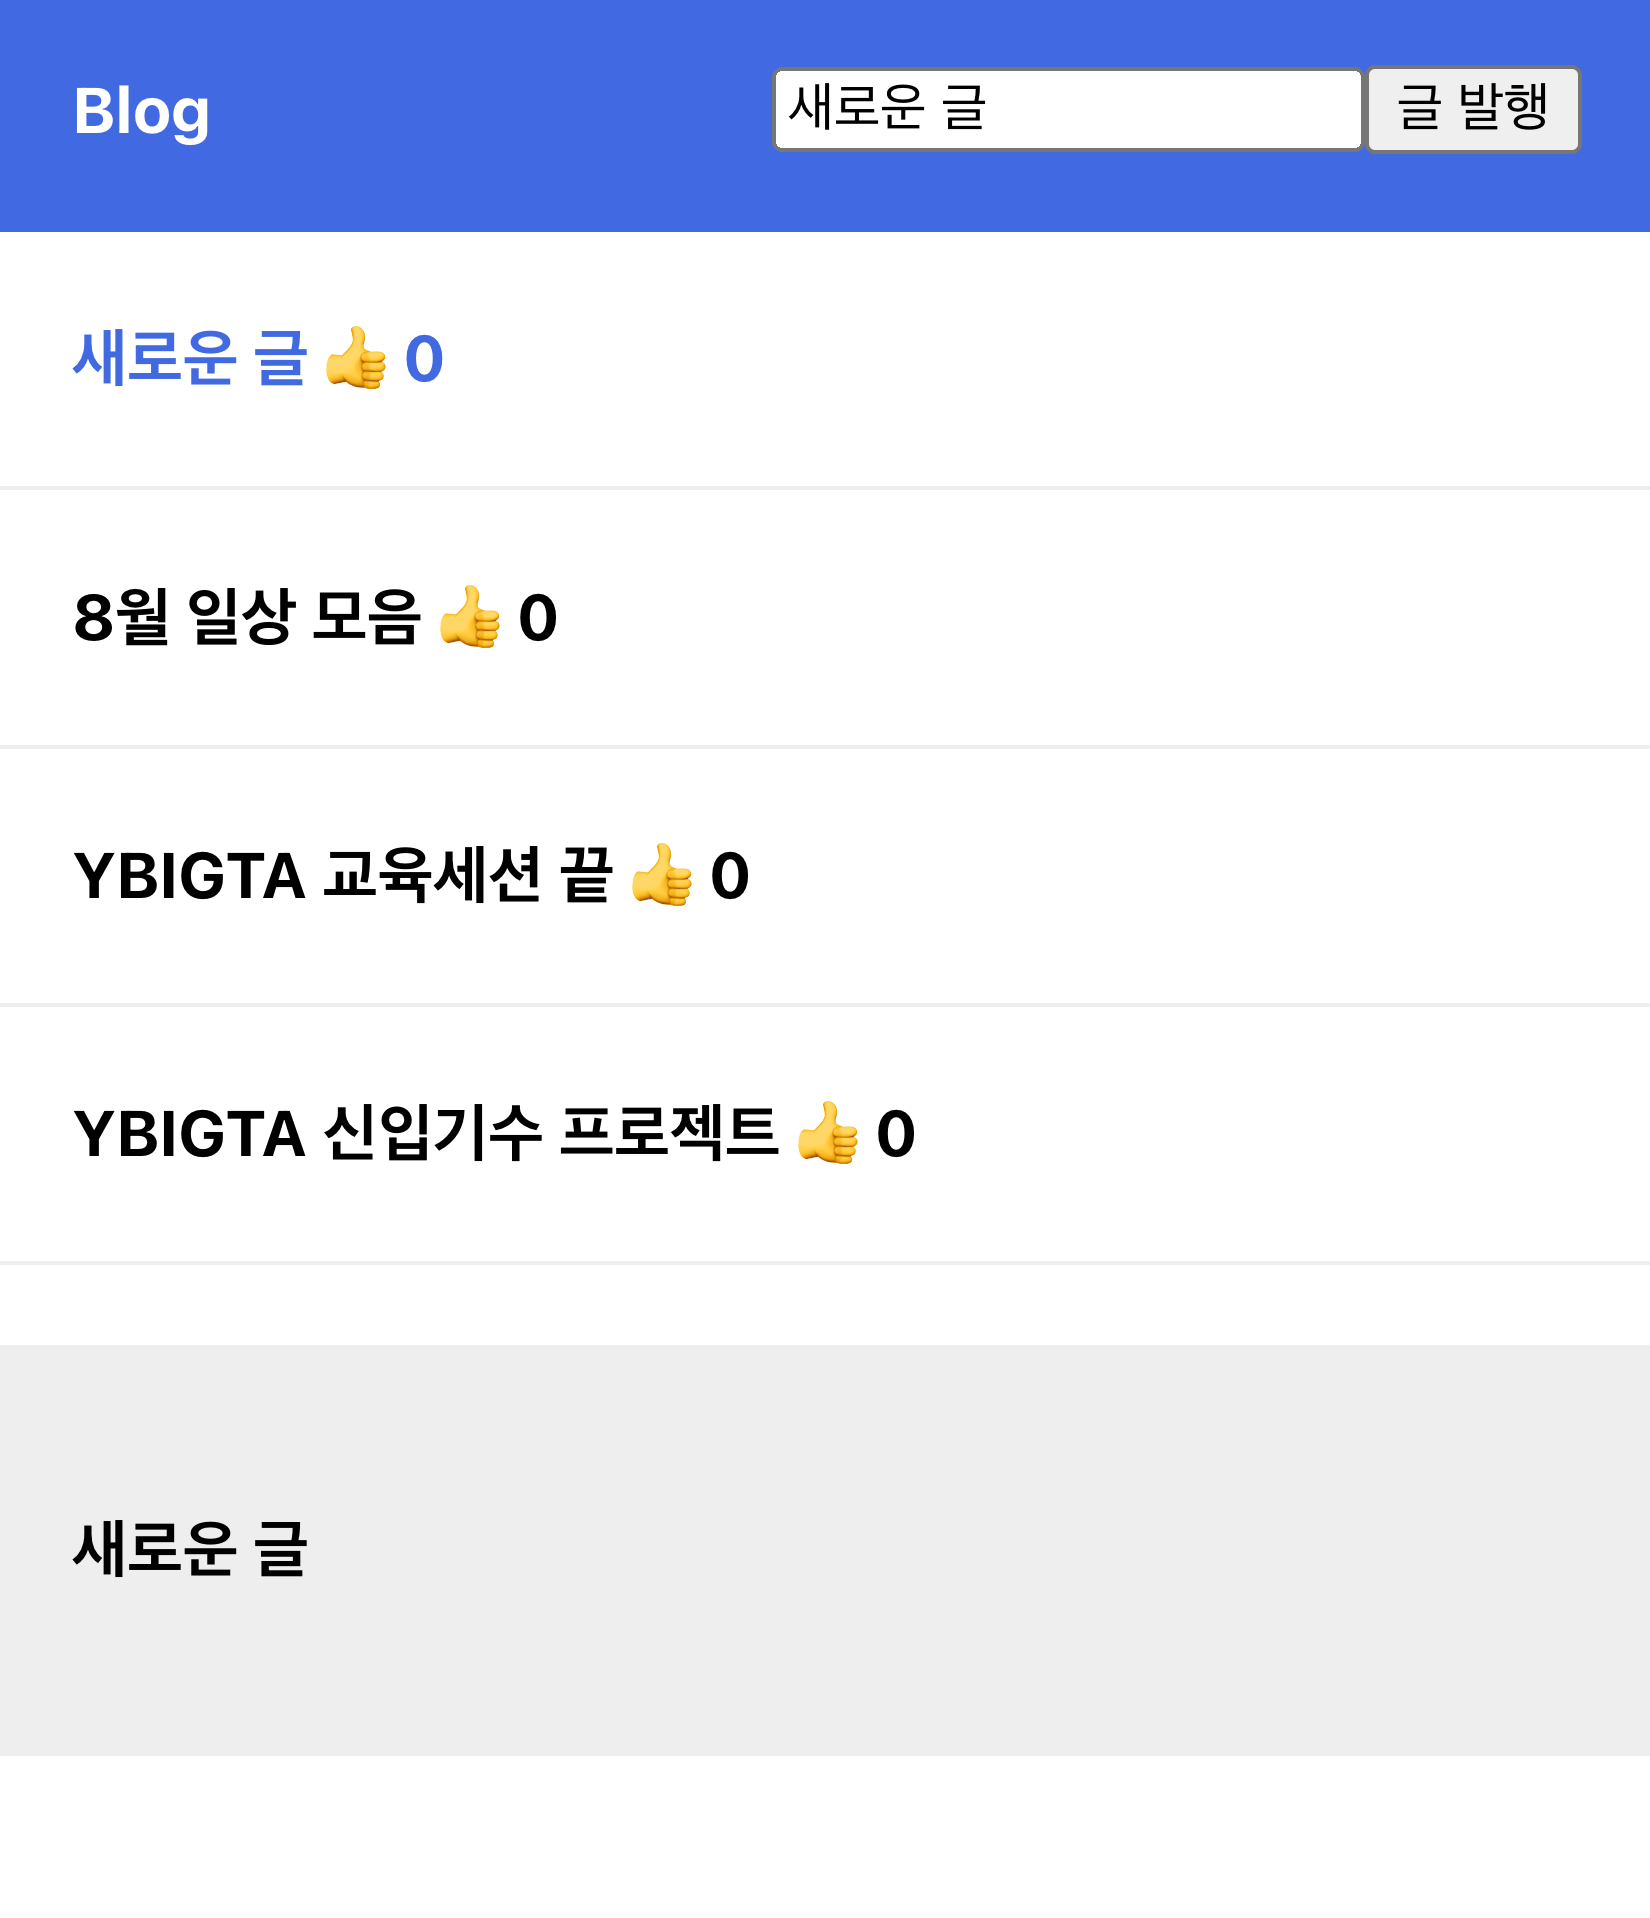 Blog
새로운 글 글 발행
새로운 글 👍 0
8월 일상 모음 👍 0
YBIGTA 교육세션 끝 👍 0
YBIGTA 신입기수 프로젝트 👍 0
새로운 글